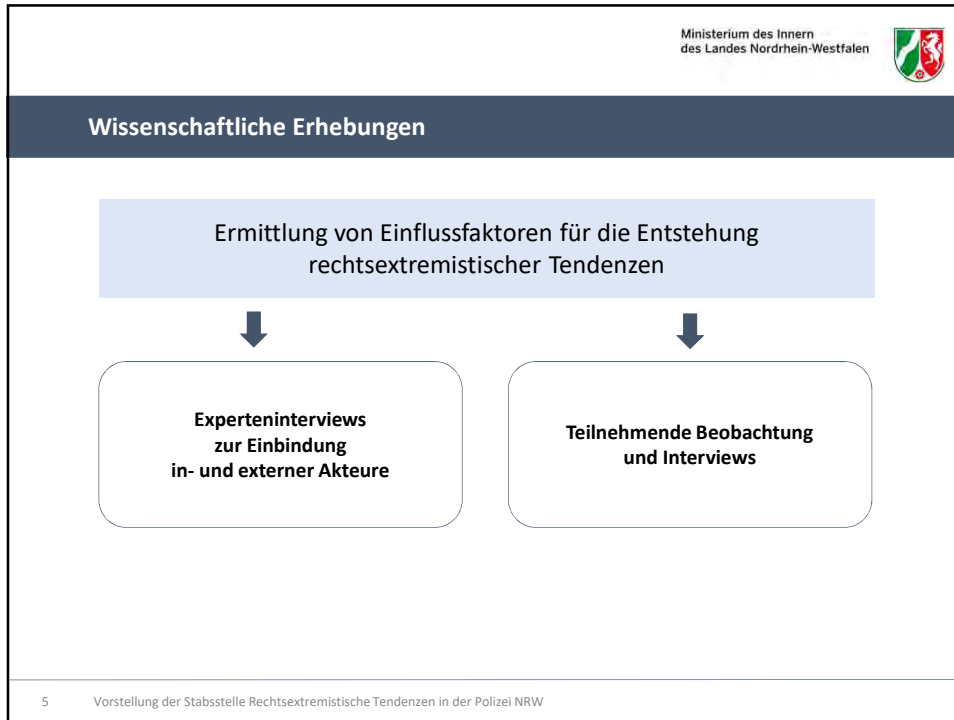 Ministerium des Innern
des Landes Nordrhein-Westfalen
Wissenschaftliche Erhebungen
Ermittlung von Einflussfaktoren für die Entstehung
rechtsextremistischer Tendenzen
Experteninterviews
zur Einbindung
in- und externer Akteure
Teilnehmende Beobachtung
und Interviews
5 Vorstellung der Stabsstelle Rechtsextremistische Tendenzen in der Polizei NRW